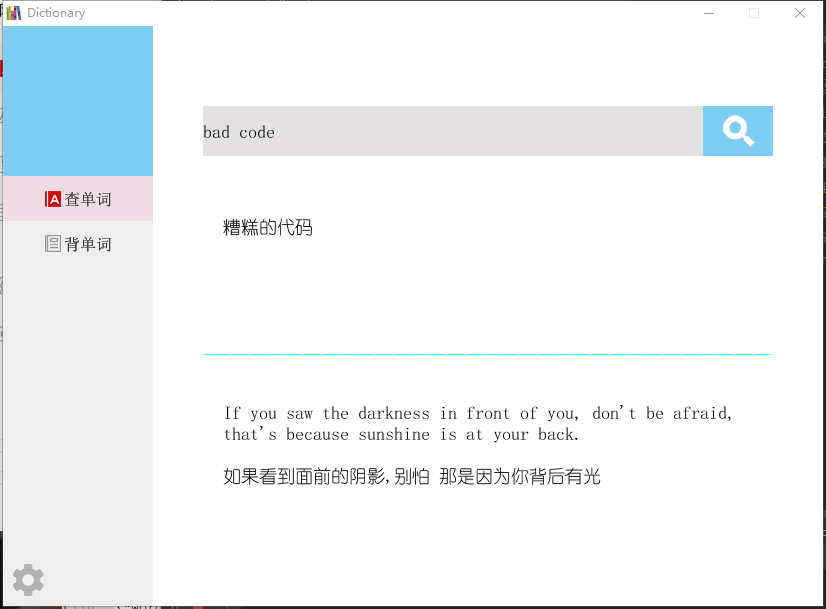 Dictionary
bad code
查单词
背单词
糟糕的代码
If you saw the darkness in front of you, don't be afraid,
that's because sunshine is at your back.
如果看到面前的阴影,别怕 那是因为你背后有光